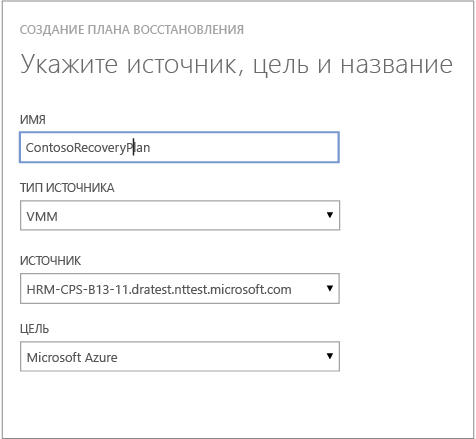 СОЗДАНИЕ ПЛАНА ВОССТАНОВЛЕНИЯ
Укажите источник, цель и название
ИМЯ
ContosoRecoveryPlan
ТИП ИСТОЧНИКА
VMM
ИСТОЧНИК
HRM-CPS-B13-11.dratest.nttest.microsoft.com
ЦЕЛЬ
Microsoft Azure